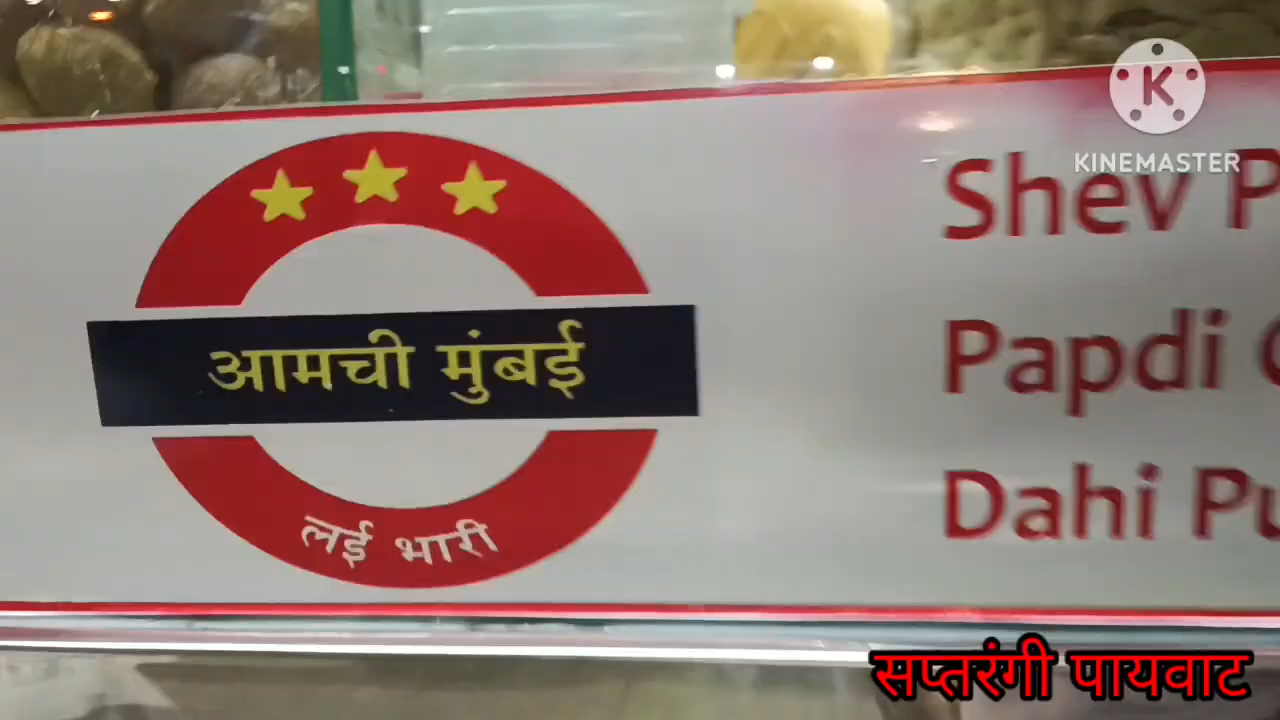 आमची मुंबई
लई भारी
Shev
Papdi
Dahi
KINEMASTER
सप्तरंगी पायवाट